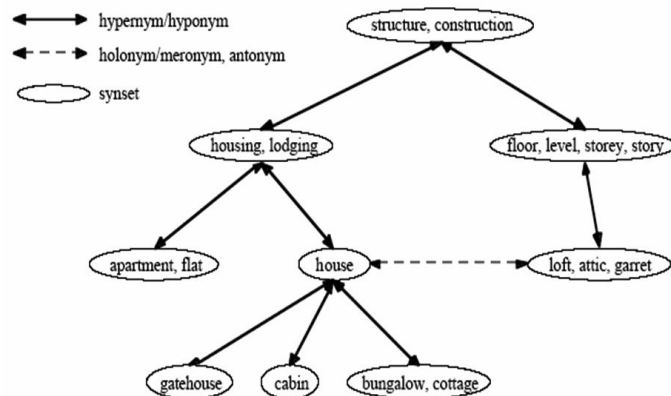 hypernym/hyponym
structure, construction
holonym/meronym, antonym
synset
housing, lodging
floor, level, storey, story
apartment, flat
house
loft, attic, garret
gatehouse
cabin
bungalow, cottage